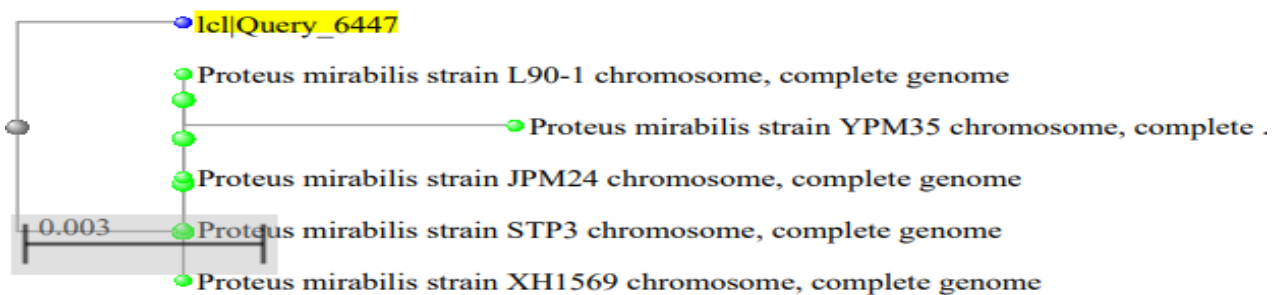 lcl|Query_6447
Proteus mirabilis strain L90-1 chromosome, complete genome
Proteus mirabilis strain YPM35 chromosome, complete .
Proteus mirabilis strain JPM24 chromosome, complete genome
0.003
Proteus mirabilis strain STP3 chromosome, complete genome
Proteus mirabilis strain XH1569 chromosome, complete genome